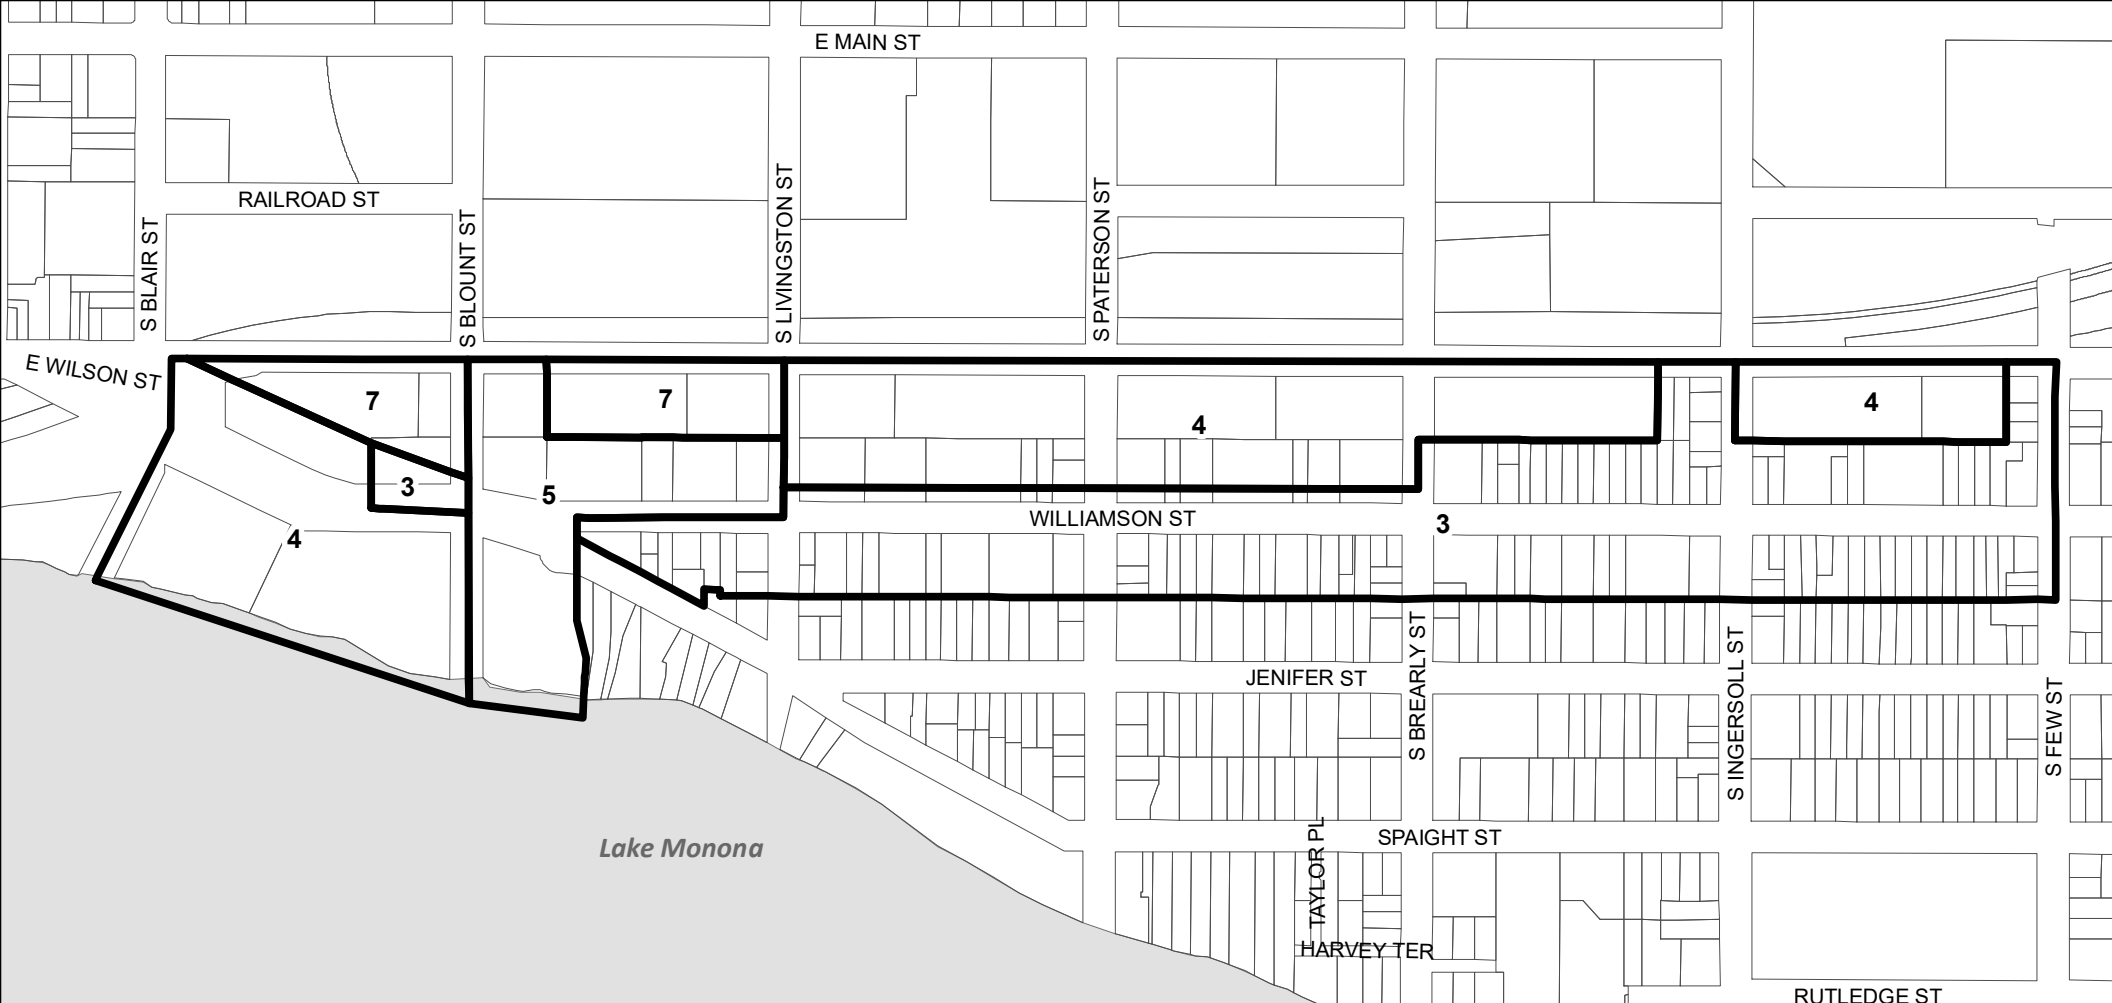 E MAIN ST
RAILROAD ST
S BLAIR ST
S BLOUNT ST
S LIVINGSTON ST
S PATERSON ST
E WILSON ST
7
7
4
4
3
5
4
WILLIAMSON ST
3
JENIFER ST
S BREARLY ST
S INGERSOLL ST
S FEW ST
Lake Monona
TAYLOR PL
SPAIGHT ST
HARVEY TER
RUTLEDGE ST